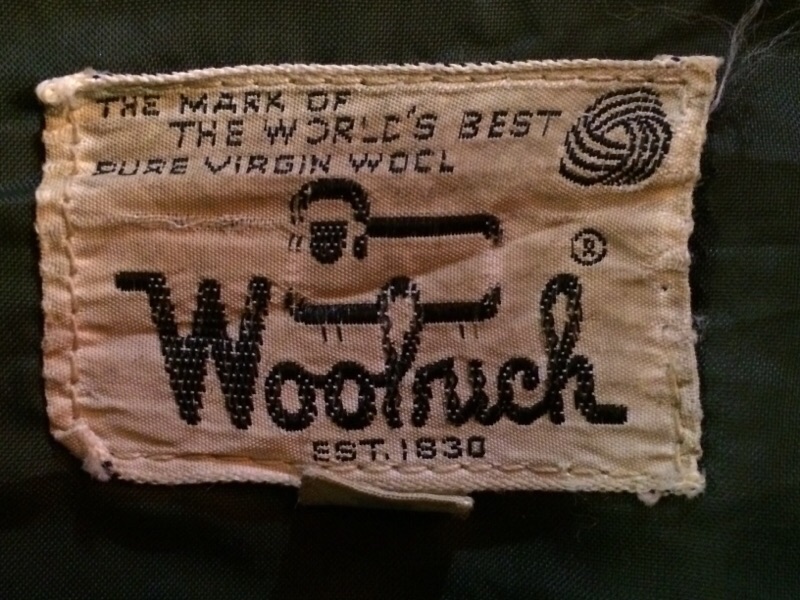 THE MARK OF
THE WORLD'S BEST
PURE VIRGIN WOOL
®
Woolrich
EST. 1830